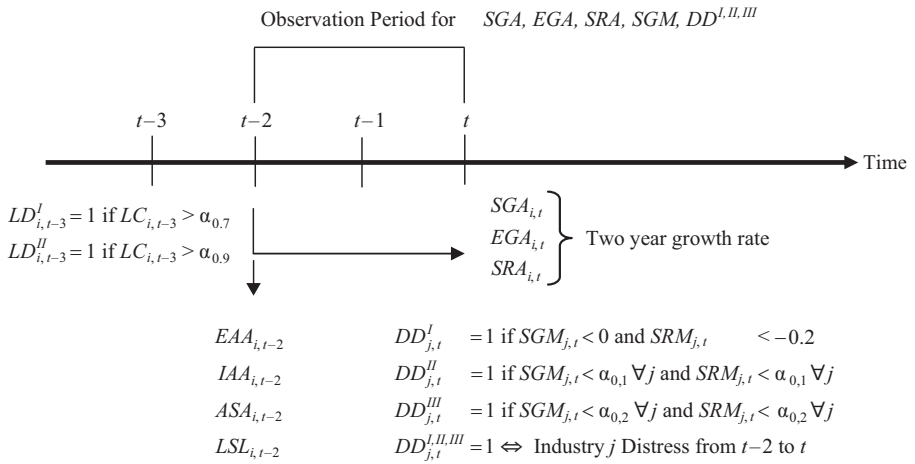 Observation Period for SGA, EGA, SRA, SGM, DD^{I,II,III}
t−3 t−2 t−1 t
Time
LD^I_{i,t−3} = 1 if LC_{i,t−3} > α_{0.7}
LD^{II}_{i,t−3} = 1 if LC_{i,t−3} > α_{0.9}
SGA_{i,t}
EGA_{i,t}
SRA_{i,t}
Two year growth rate
EAA_{i,t−2} DD^I_{j,t} = 1 if SGM_{j,t} < 0 and SRM_{j,t} < −0.2
IAA_{i,t−2} DD^{II}_{j,t} = 1 if SGM_{j,t} < α_{0,1} ∀j and SRM_{j,t} < α_{0,1} ∀j
ASA_{i,t−2} DD^{III}_{j,t} = 1 if SGM_{j,t} < α_{0,2} ∀j and SRM_{j,t} < α_{0,2} ∀j
LSL_{i,t−2} DD^{I,II,III}_{j,t} = 1 ⇔ Industry j Distress from t−2 to t